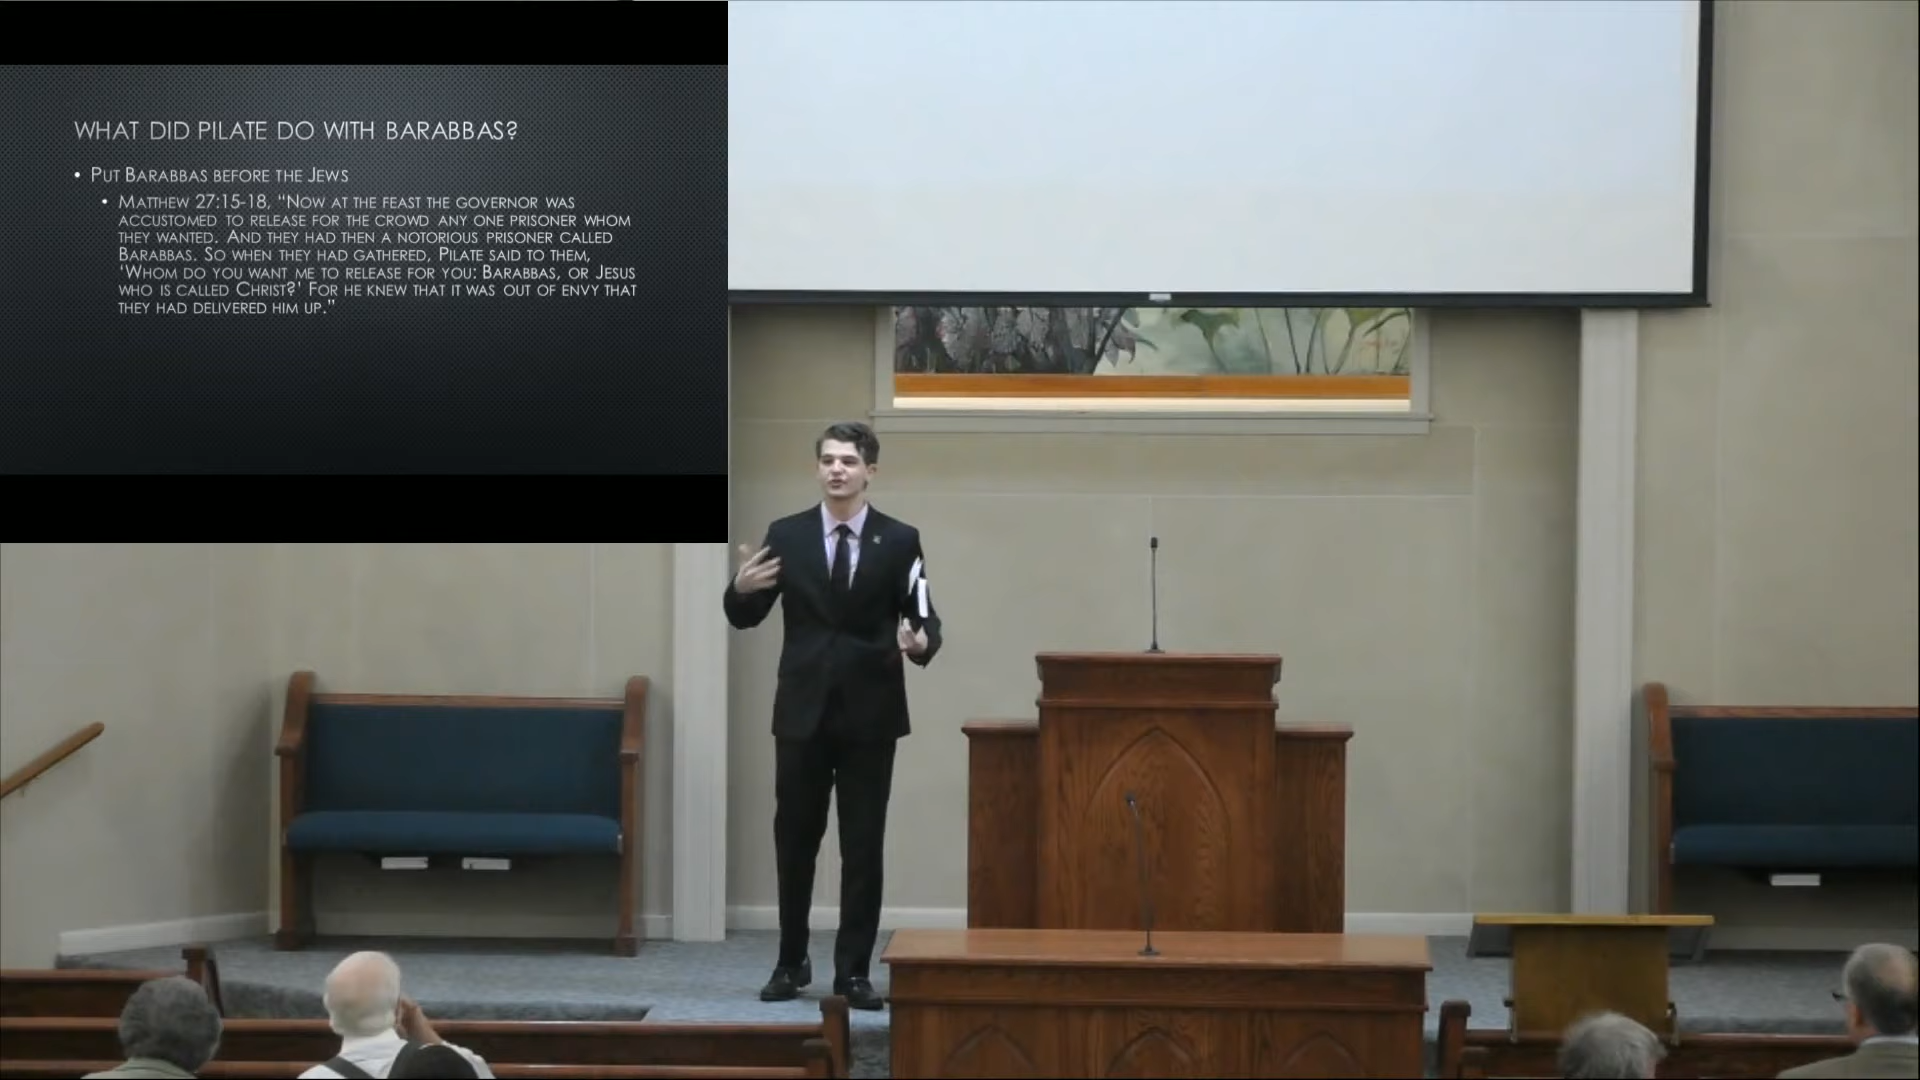 WHAT DID PILATE DO WITH BARABBAS?
• PUT BARABBAS BEFORE THE JEWS
• MATTHEW 27:15-18, “NOW AT THE FEAST THE GOVERNOR WAS
ACCUSTOMED TO RELEASE FOR THE CROWD ANY ONE PRISONER WHOM
THEY WANTED. AND THEY HAD THEN A NOTORIOUS PRISONER CALLED
BARABBAS. SO WHEN THEY HAD GATHERED, PILATE SAID TO THEM,
‘WHOM DO YOU WANT ME TO RELEASE FOR YOU: BARABBAS, OR JESUS
WHO IS CALLED CHRIST?’ FOR HE KNEW THAT IT WAS OUT OF ENVY THAT
THEY HAD DELIVERED HIM UP.”